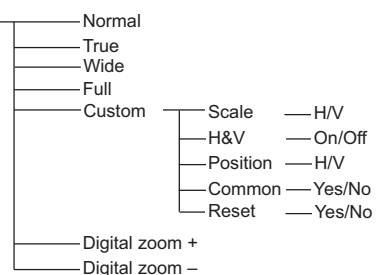 Normal
True
Wide
Full
Custom Scale H/V
H&V On/Off
Position H/V
Common Yes/No
Reset Yes/No
Digital zoom +
Digital zoom –